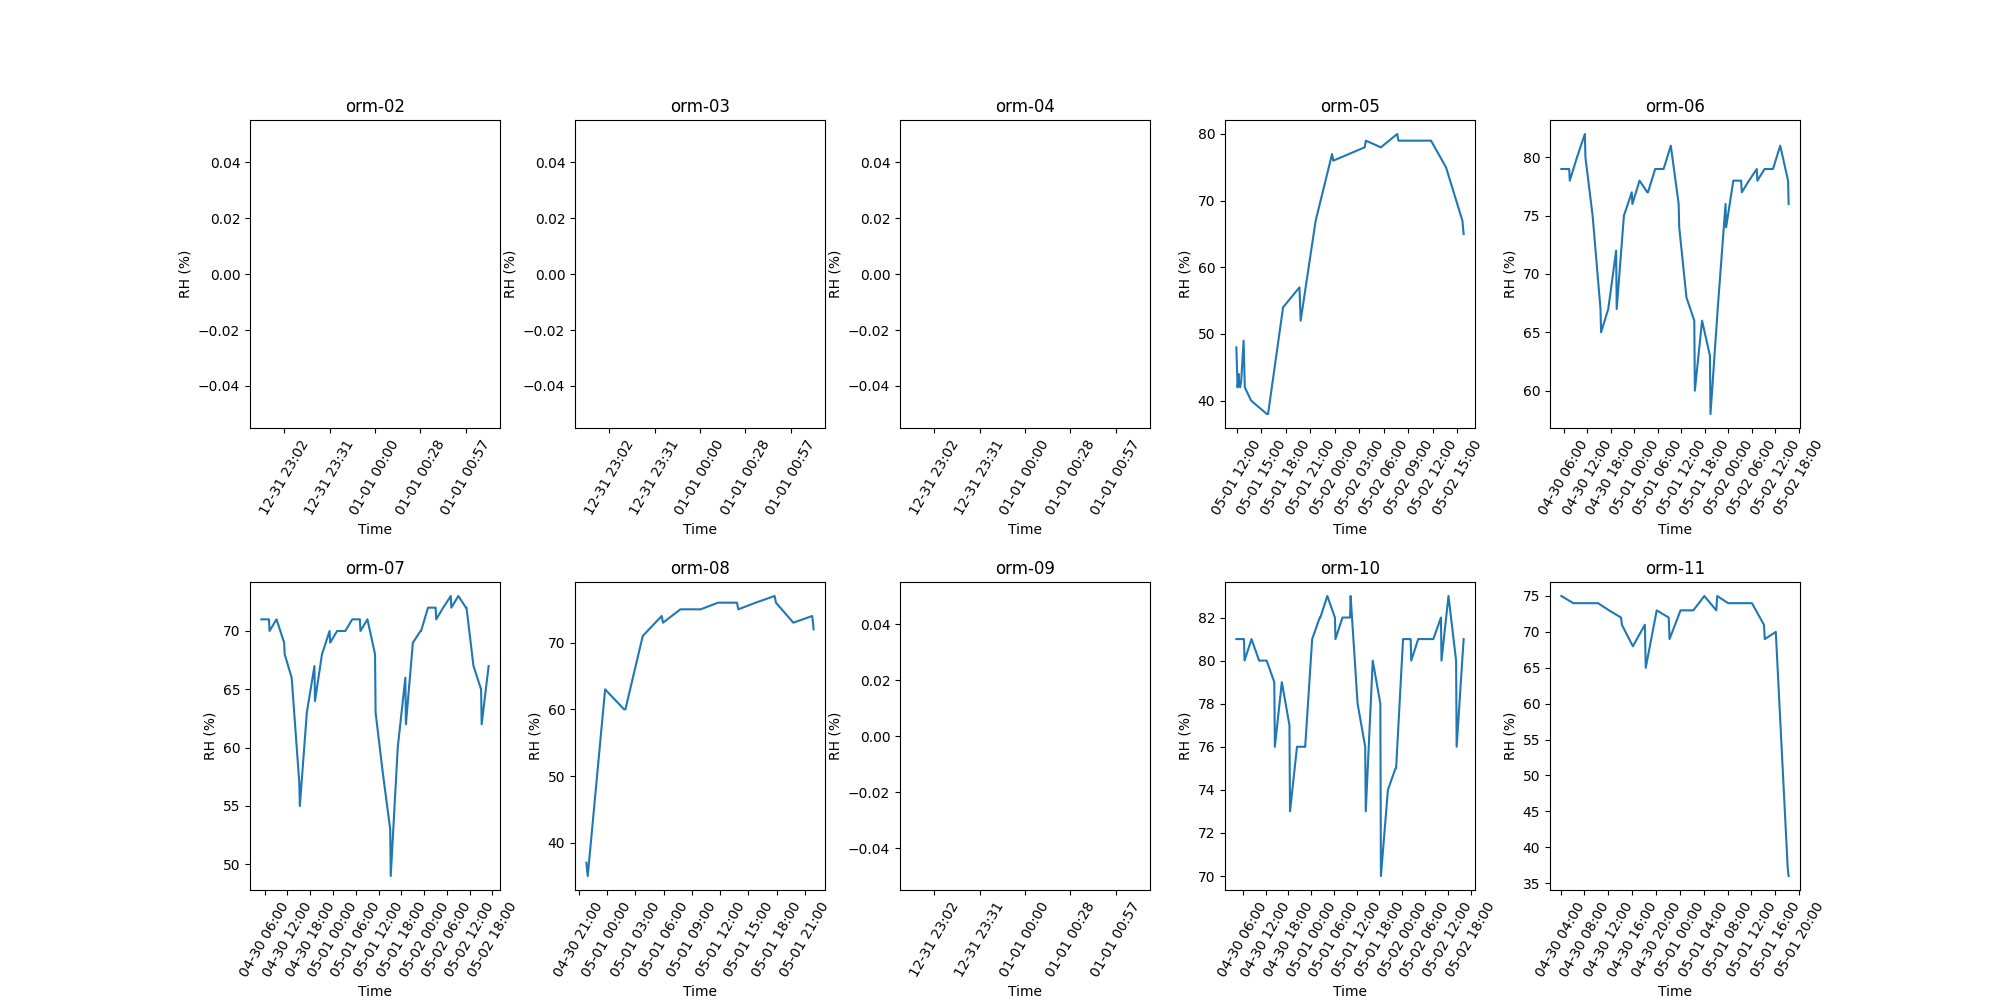 orm-02 orm-03 orm-04 orm-05 orm-06
RH (%) 0.04 0.02 0.00 −0.02 −0.04
12-31 23:02 12-31 23:31 01-01 00:00 01-01 00:28 01-01 00:57
Time
RH (%) 0.04 0.02 0.00 −0.02 −0.04
12-31 23:02 12-31 23:31 01-01 00:00 01-01 00:28 01-01 00:57
Time
RH (%) 0.04 0.02 0.00 −0.02 −0.04
12-31 23:02 12-31 23:31 01-01 00:00 01-01 00:28 01-01 00:57
Time
RH (%) 80 70 60 50 40
05-01 12:00 05-01 15:00 05-01 18:00 05-01 21:00 05-02 00:00 05-02 03:00 05-02 06:00 05-02 09:00 05-02 12:00 05-02 15:00
Time
RH (%) 80 75 70 65 60
04-30 06:00 04-30 12:00 04-30 18:00 05-01 00:00 05-01 06:00 05-01 12:00 05-01 18:00 05-02 00:00 05-02 06:00 05-02 12:00 05-02 18:00
Time
orm-07 orm-08 orm-09 orm-10 orm-11
RH (%) 70 65 60 55 50
04-30 06:00 04-30 12:00 04-30 18:00 05-01 00:00 05-01 06:00 05-01 12:00 05-01 18:00 05-02 00:00 05-02 06:00 05-02 12:00 05-02 18:00
Time
RH (%) 70 60 50 40
04-30 21:00 05-01 00:00 05-01 03:00 05-01 06:00 05-01 09:00 05-01 12:00 05-01 15:00 05-01 18:00 05-01 21:00
Time
RH (%) 0.04 0.02 0.00 −0.02 −0.04
12-31 23:02 12-31 23:31 01-01 00:00 01-01 00:28 01-01 00:57
Time
RH (%) 82 80 78 76 74 72 70
04-30 06:00 04-30 12:00 04-30 18:00 05-01 00:00 05-01 06:00 05-01 12:00 05-01 18:00 05-02 00:00 05-02 06:00 05-02 12:00 05-02 18:00
Time
RH (%) 75 70 65 60 55 50 45 40 35
04-30 04:00 04-30 08:00 04-30 12:00 04-30 16:00 04-30 20:00 05-01 00:00 05-01 04:00 05-01 08:00 05-01 12:00 05-01 16:00 05-01 20:00
Time